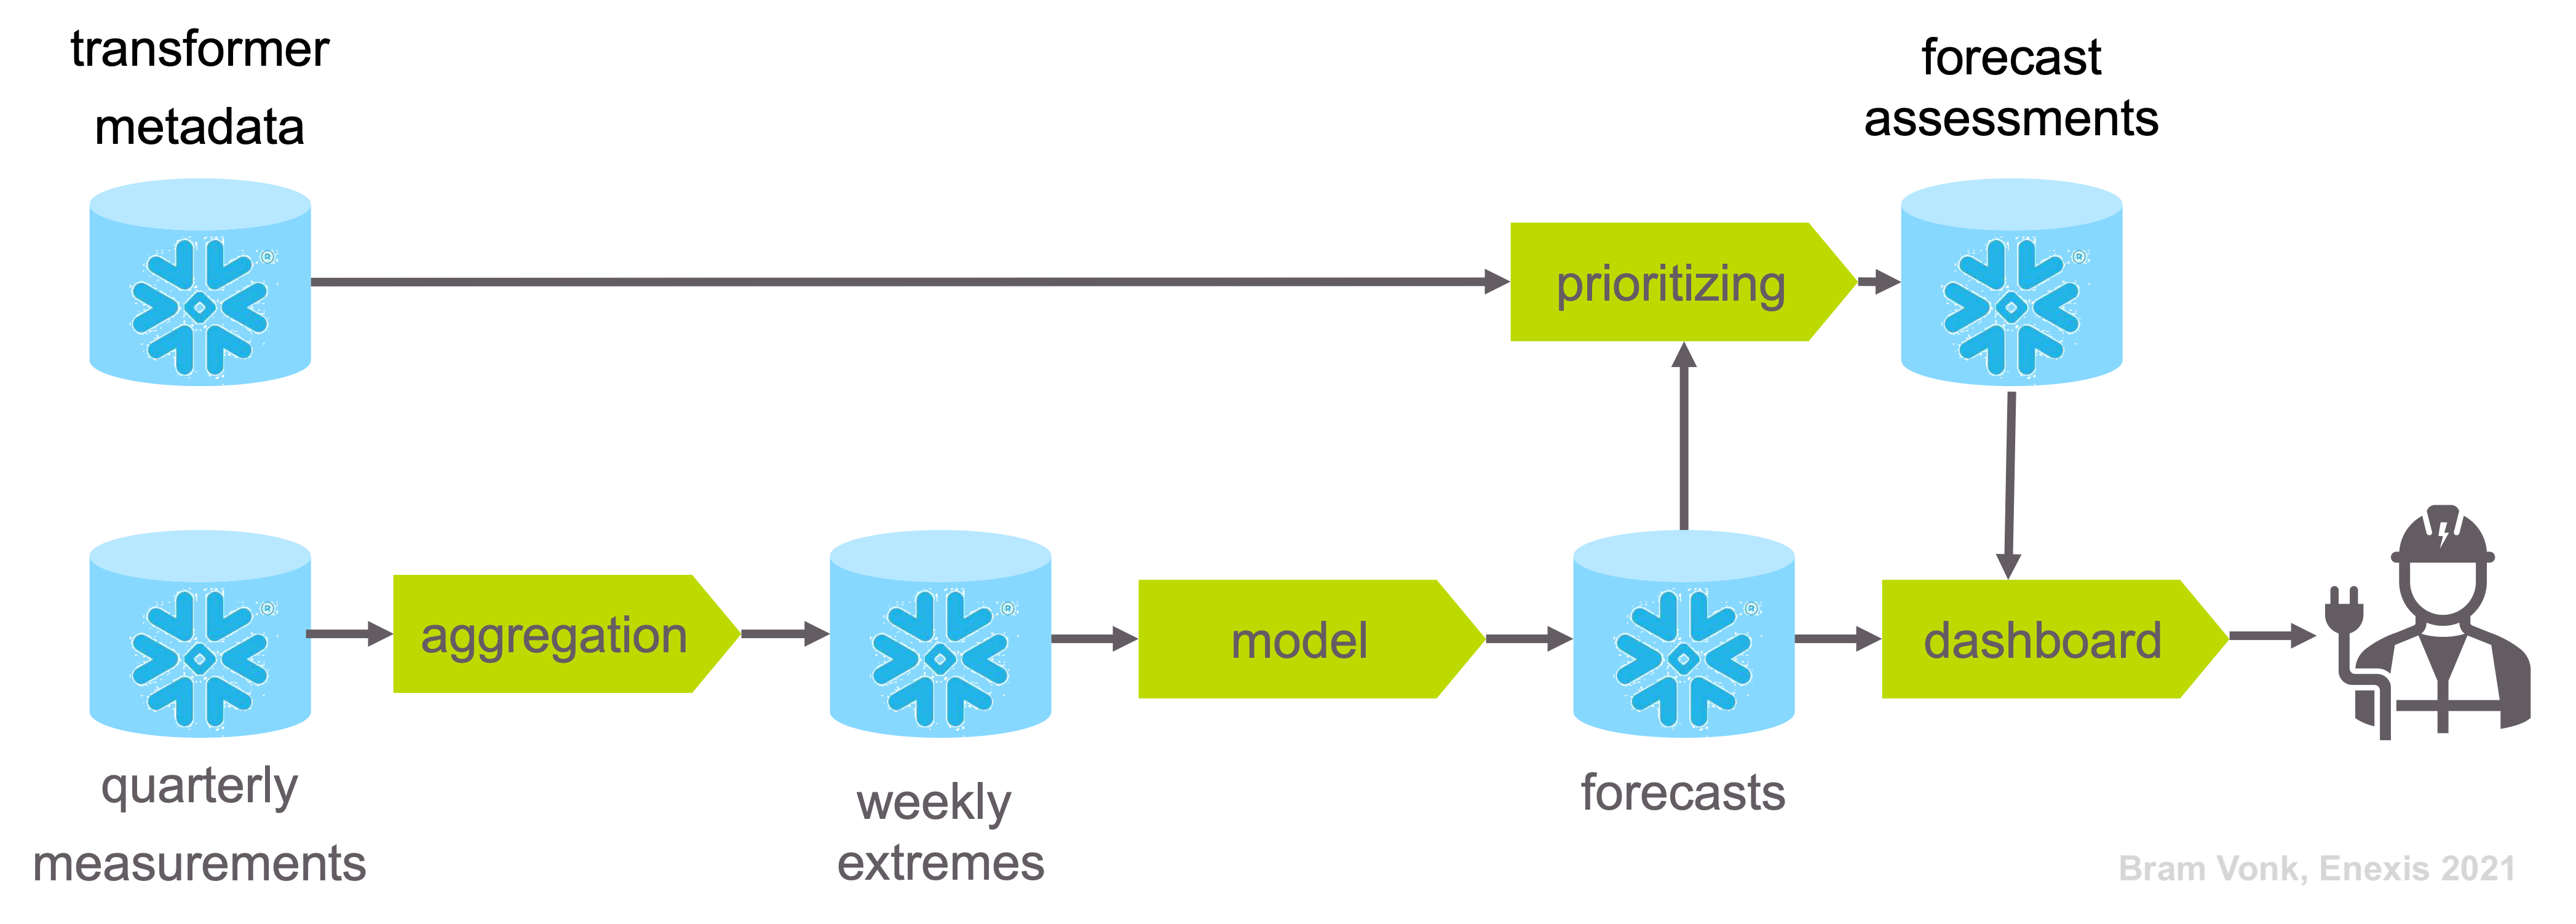 transformer
metadata
forecast
assessments
®
®
prioritizing
®
®
®
aggregation
model
dashboard
quarterly
measurements
weekly
extremes
forecasts
Bram Vonk, Enexis 2021